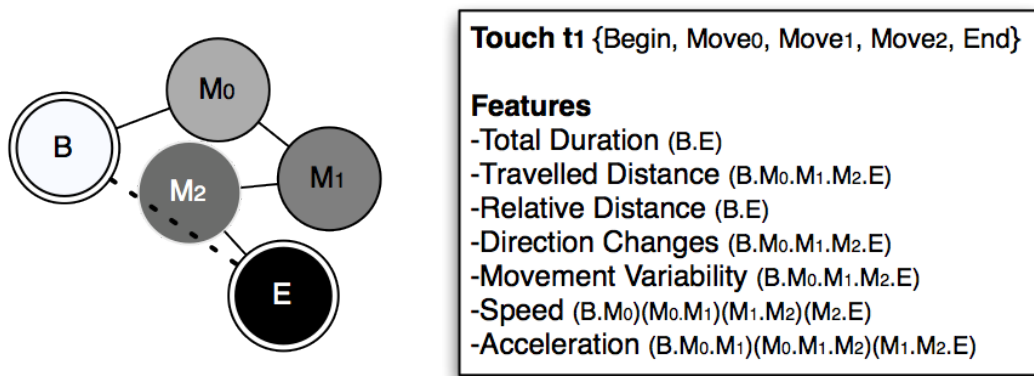 B
M0
M1
M2
E
Touch t1 {Begin, Move0, Move1, Move2, End}
Features
-Total Duration (B.E)
-Travelled Distance (B.M0.M1.M2.E)
-Relative Distance (B.E)
-Direction Changes (B.M0.M1.M2.E)
-Movement Variability (B.M0.M1.M2.E)
-Speed (B.M0)(M0.M1)(M1.M2)(M2.E)
-Acceleration (B.M0.M1)(M0.M1.M2)(M1.M2.E)